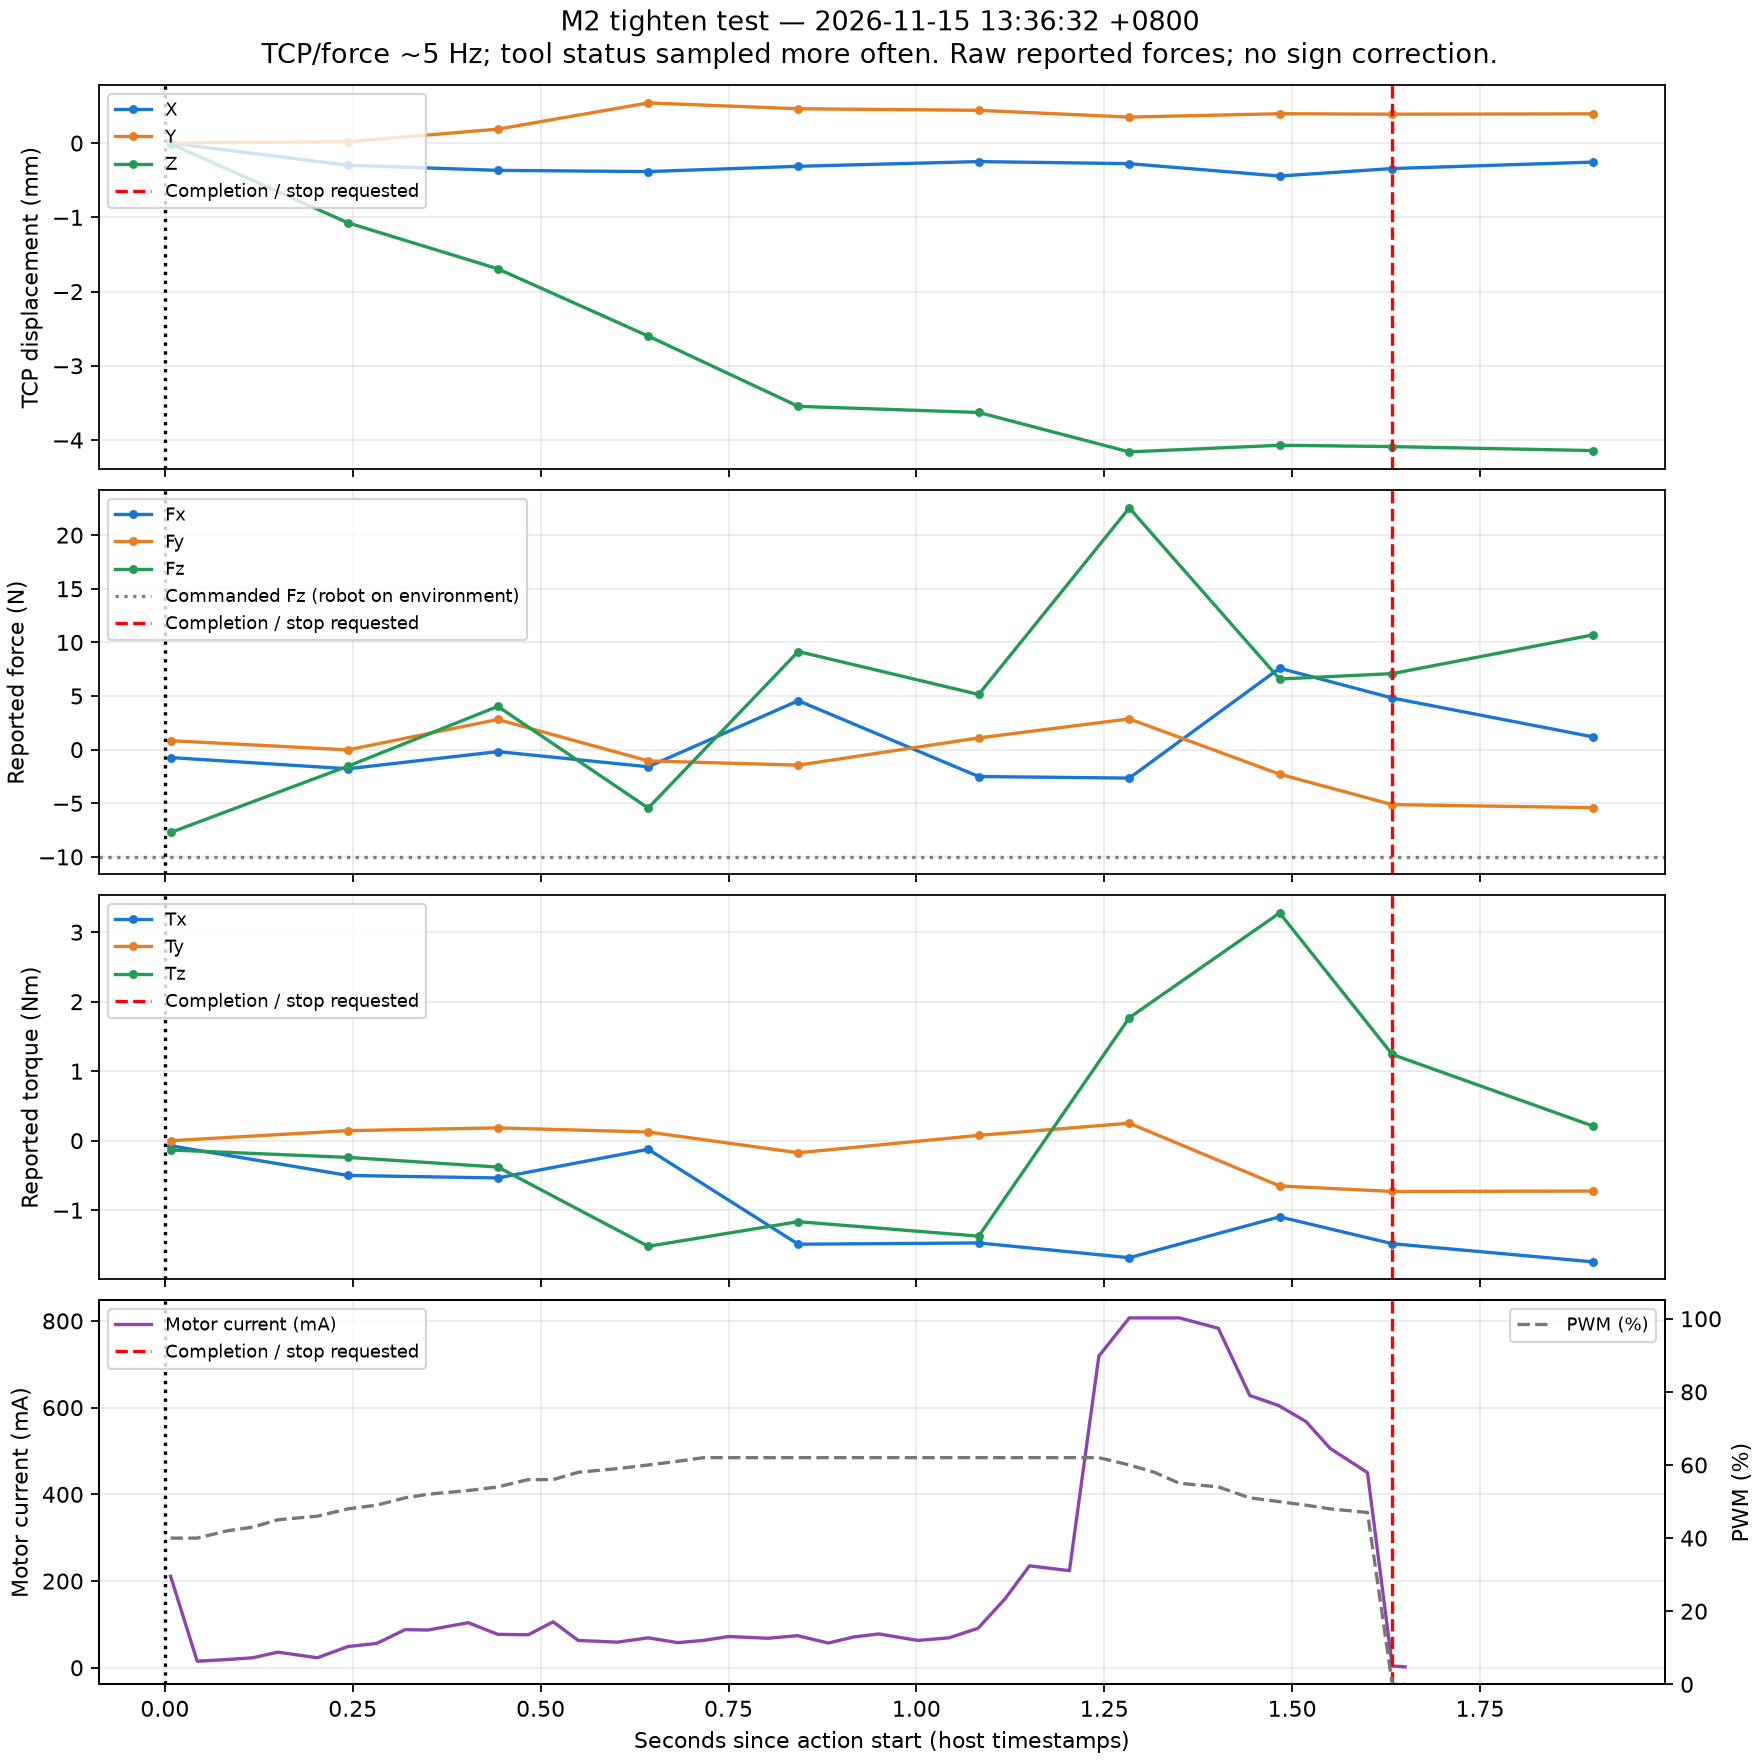 M2 tighten test — 2026-11-15 13:36:32 +0800
TCP/force ~5 Hz; tool status sampled more often. Raw reported forces; no sign correction.
TCP displacement (mm)
0
−1
−2
−3
−4
X
Y
Z
Completion / stop requested
Reported force (N)
20
15
10
5
0
−5
−10
Fx
Fy
Fz
Commanded Fz (robot on environment)
Completion / stop requested
Reported torque (Nm)
3
2
1
0
−1
Tx
Ty
Tz
Completion / stop requested
Motor current (mA)
800
600
400
200
0
Motor current (mA)
Completion / stop requested
PWM (%)
100
80
60
40
20
0
PWM (%)
0.00 0.25 0.50 0.75 1.00 1.25 1.50 1.75
Seconds since action start (host timestamps)